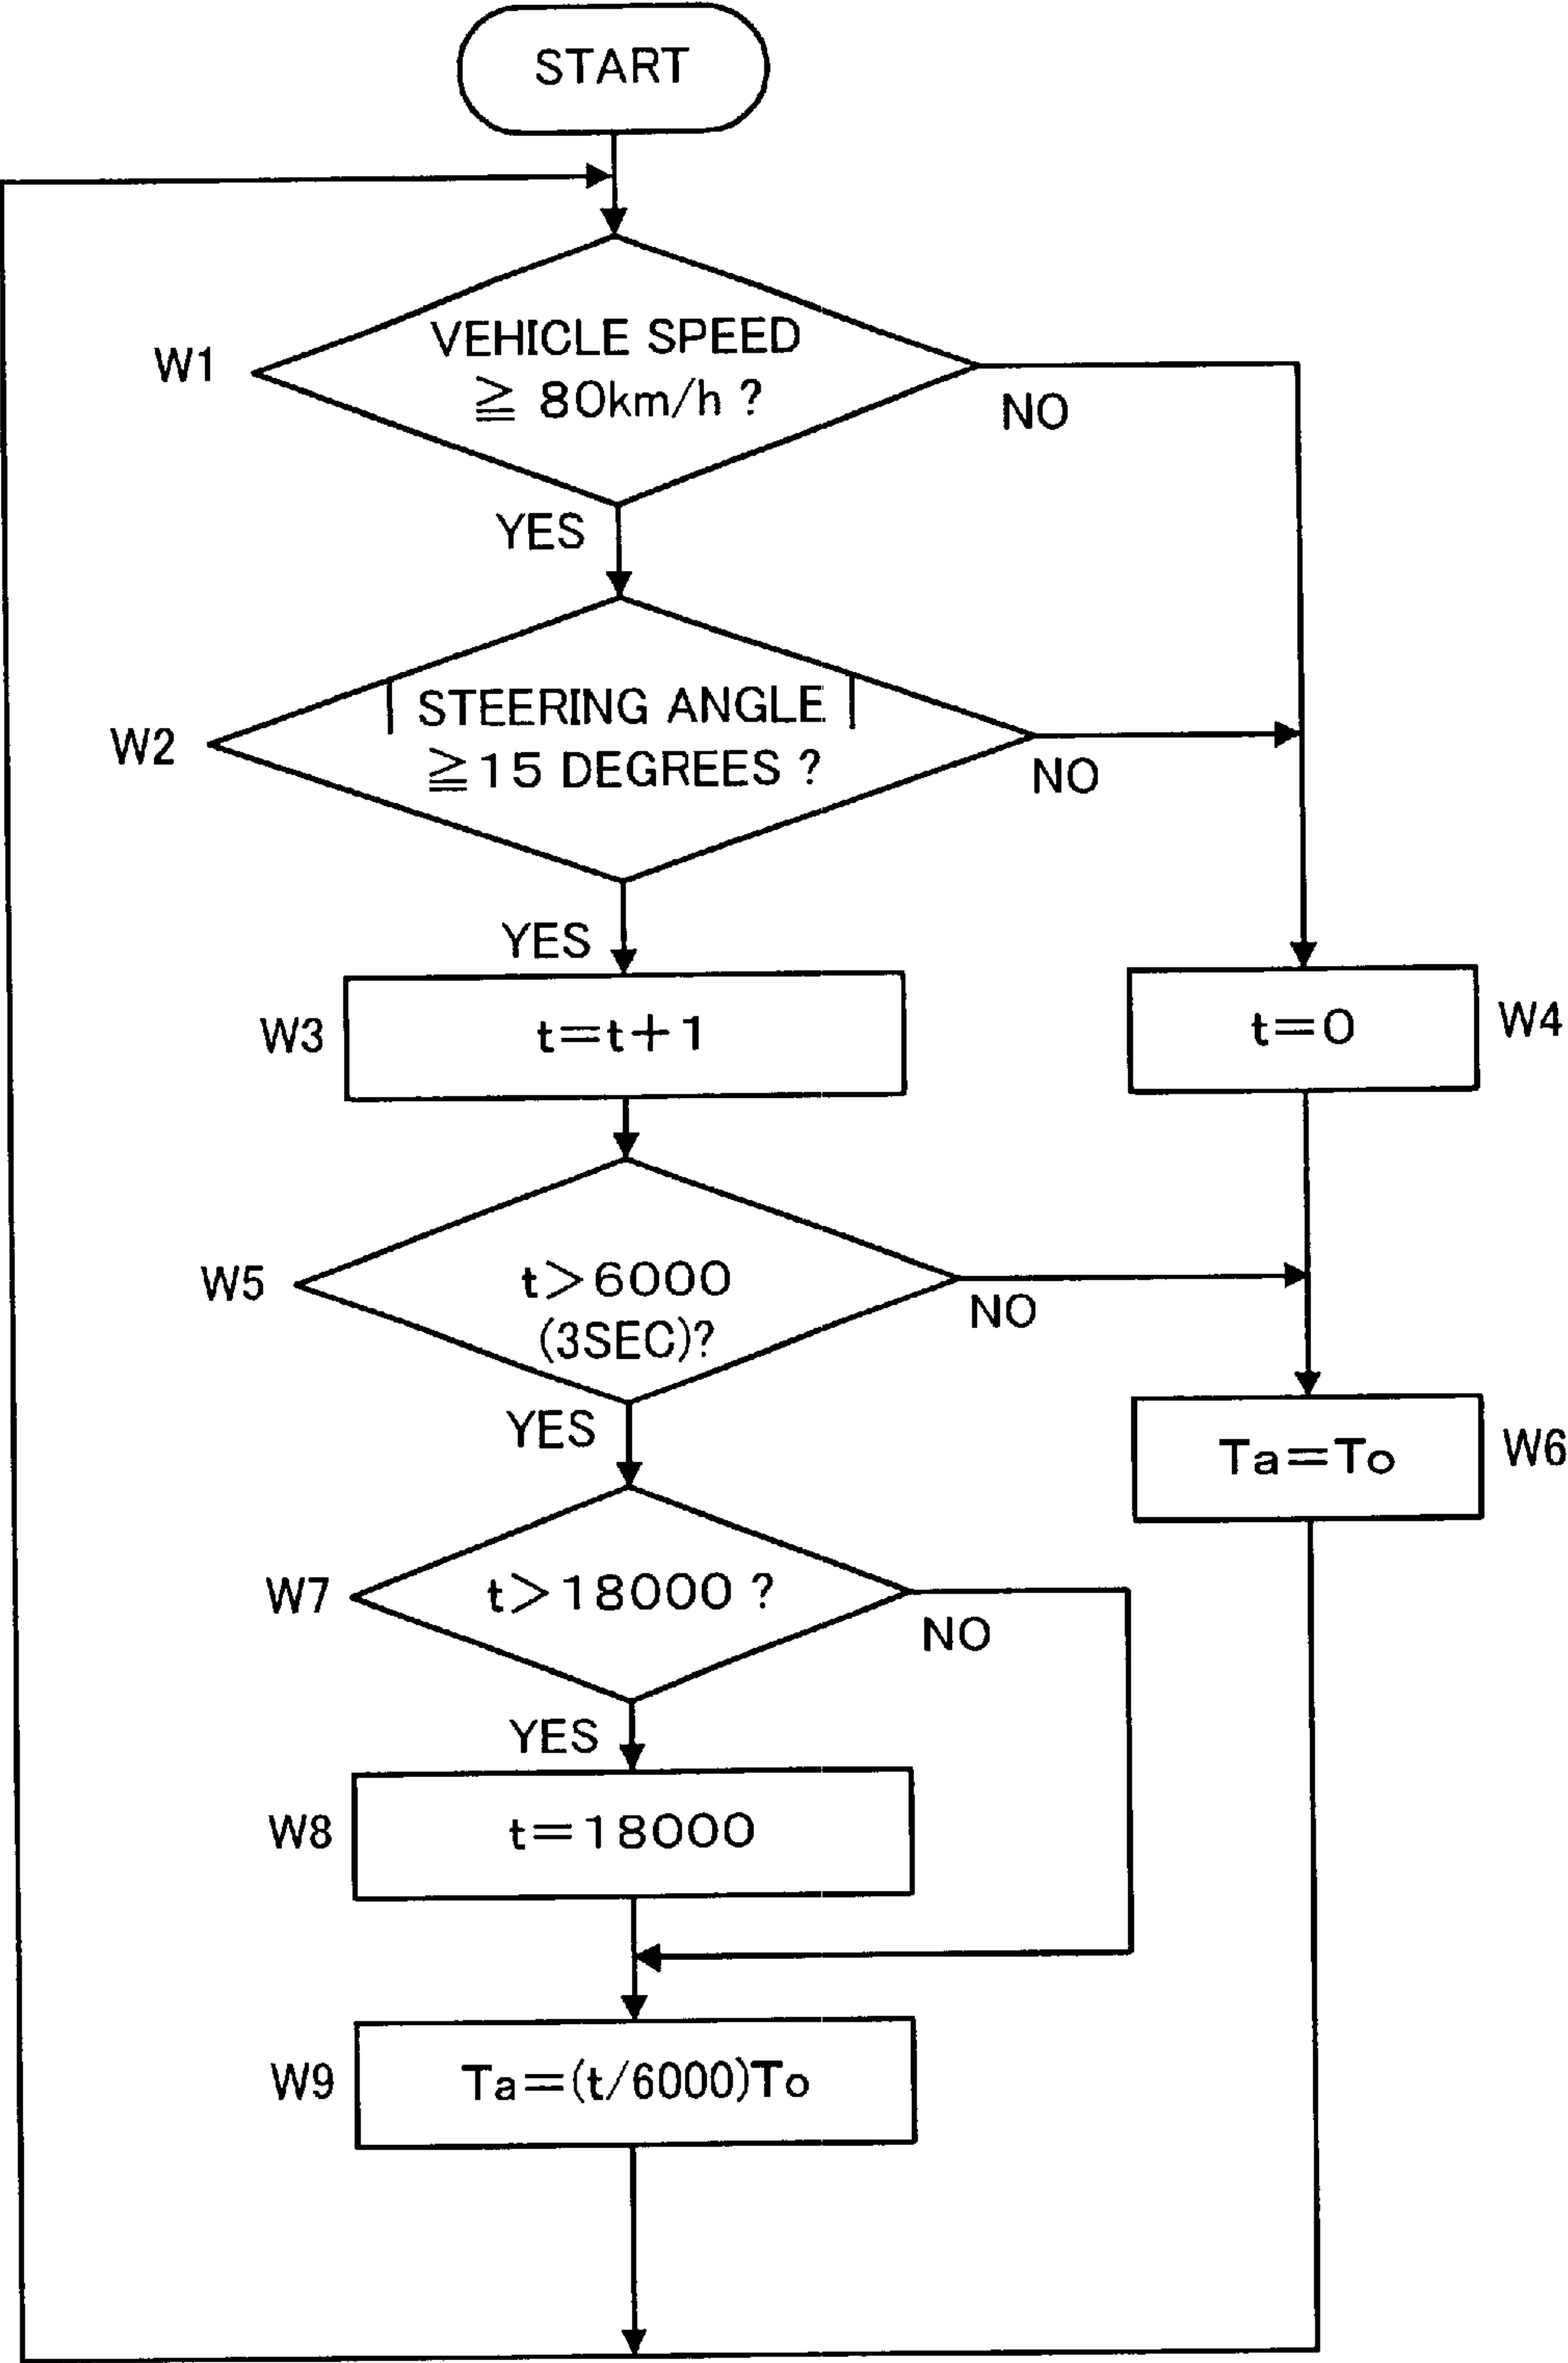 START
VEHICLE SPEED
W1
≧ 80km/h ?
NO
YES
| STEERING ANGLE |
W2
≧15 DEGREES ?
NO
YES
W3
t=t+1
t=0
W4
W5
t>6000
(3SEC)?
NO
YES
Ta=To
W6
W7
t>18000 ?
NO
YES
W8
t=18000
W9
Ta=(t/6000)To